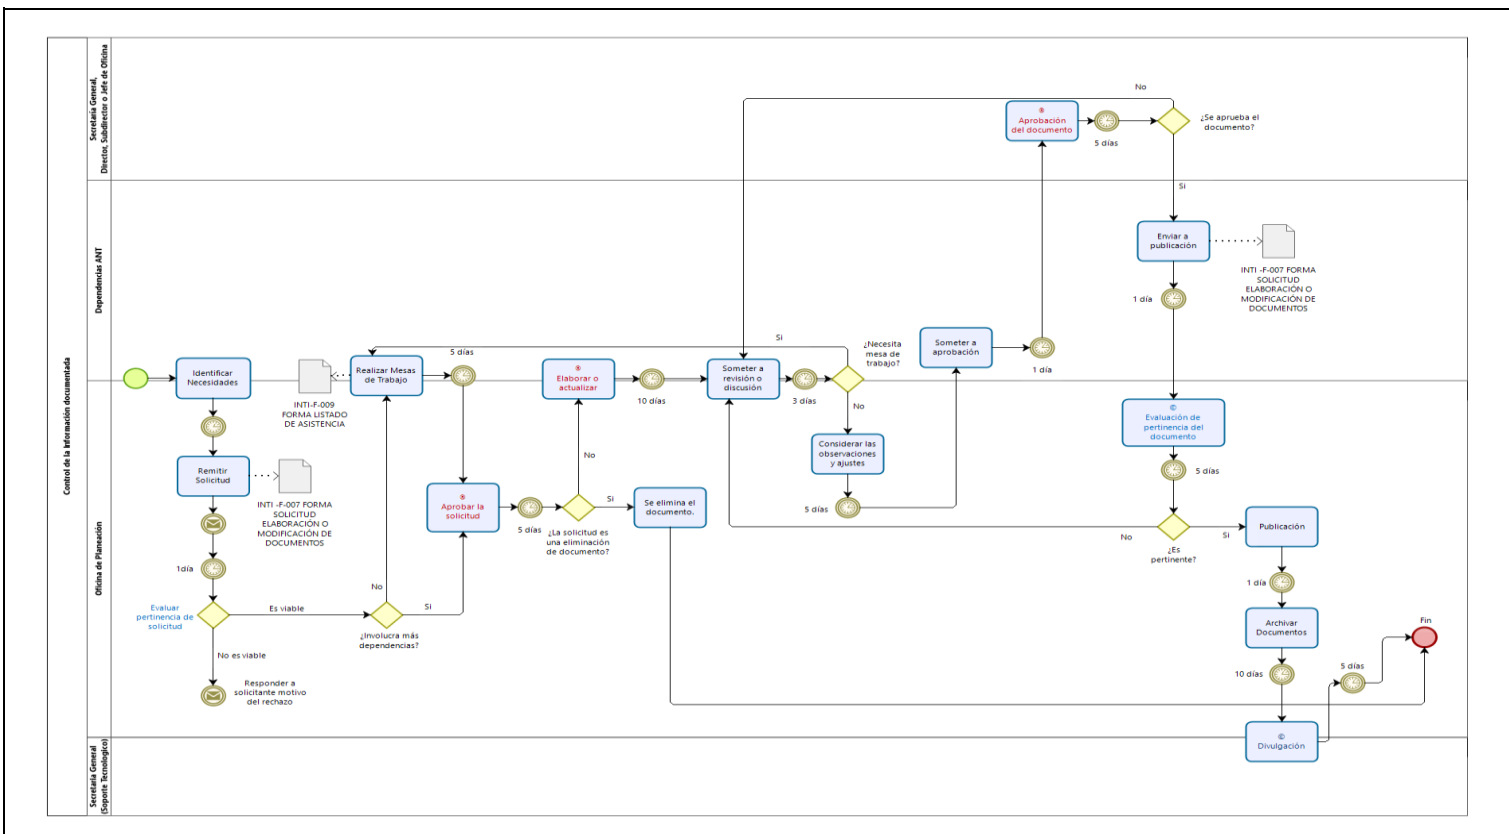 Control de la Información documentada
Secretaría General,
Director, Subdirector o Jefe de Oficina
Dependencias ANT
Oficina de Planeación
Secretaría General
(Soporte Tecnologico)
No
®
Aprobación
del documento
5 días
¿Se aprueba el
documento?
Si
Enviar a
publicación
INTI -F-007 FORMA
SOLICITUD
ELABORACIÓN O
MODIFICACIÓN DE
DOCUMENTOS
1 día
Identificar
Necesidades
INTI-F-009
FORMA LISTADO
DE ASISTENCIA
Realizar Mesas
de Trabajo
5 días
®
Elaborar o
actualizar
10 días
Si
Someter a
revisión o
discusión
3 días
¿Necesita
mesa de
trabajo?
No
Someter a
aprobación
1 día
Considerar las
observaciones
y ajustes
5 días
©
Evaluación de
pertinencia del
documento
5 días
Remitir
Solicitud
INTI -F-007 FORMA
SOLICITUD
ELABORACIÓN O
MODIFICACIÓN DE
DOCUMENTOS
1día
Evaluar
pertinencia de
solicitud
Es viable
No es viable
Responder a
solicitante motivo
del rechazo
No
¿Involucra más
dependencias?
Si
®
Aprobar la
solicitud
5 días
No
¿La solicitud es
una eliminación
de documento?
Si
Se elimina el
documento.
No
¿Es
pertinente?
Si
Publicación
1 día
Archivar
Documentos
10 días
©
Divulgación
5 días
Fin